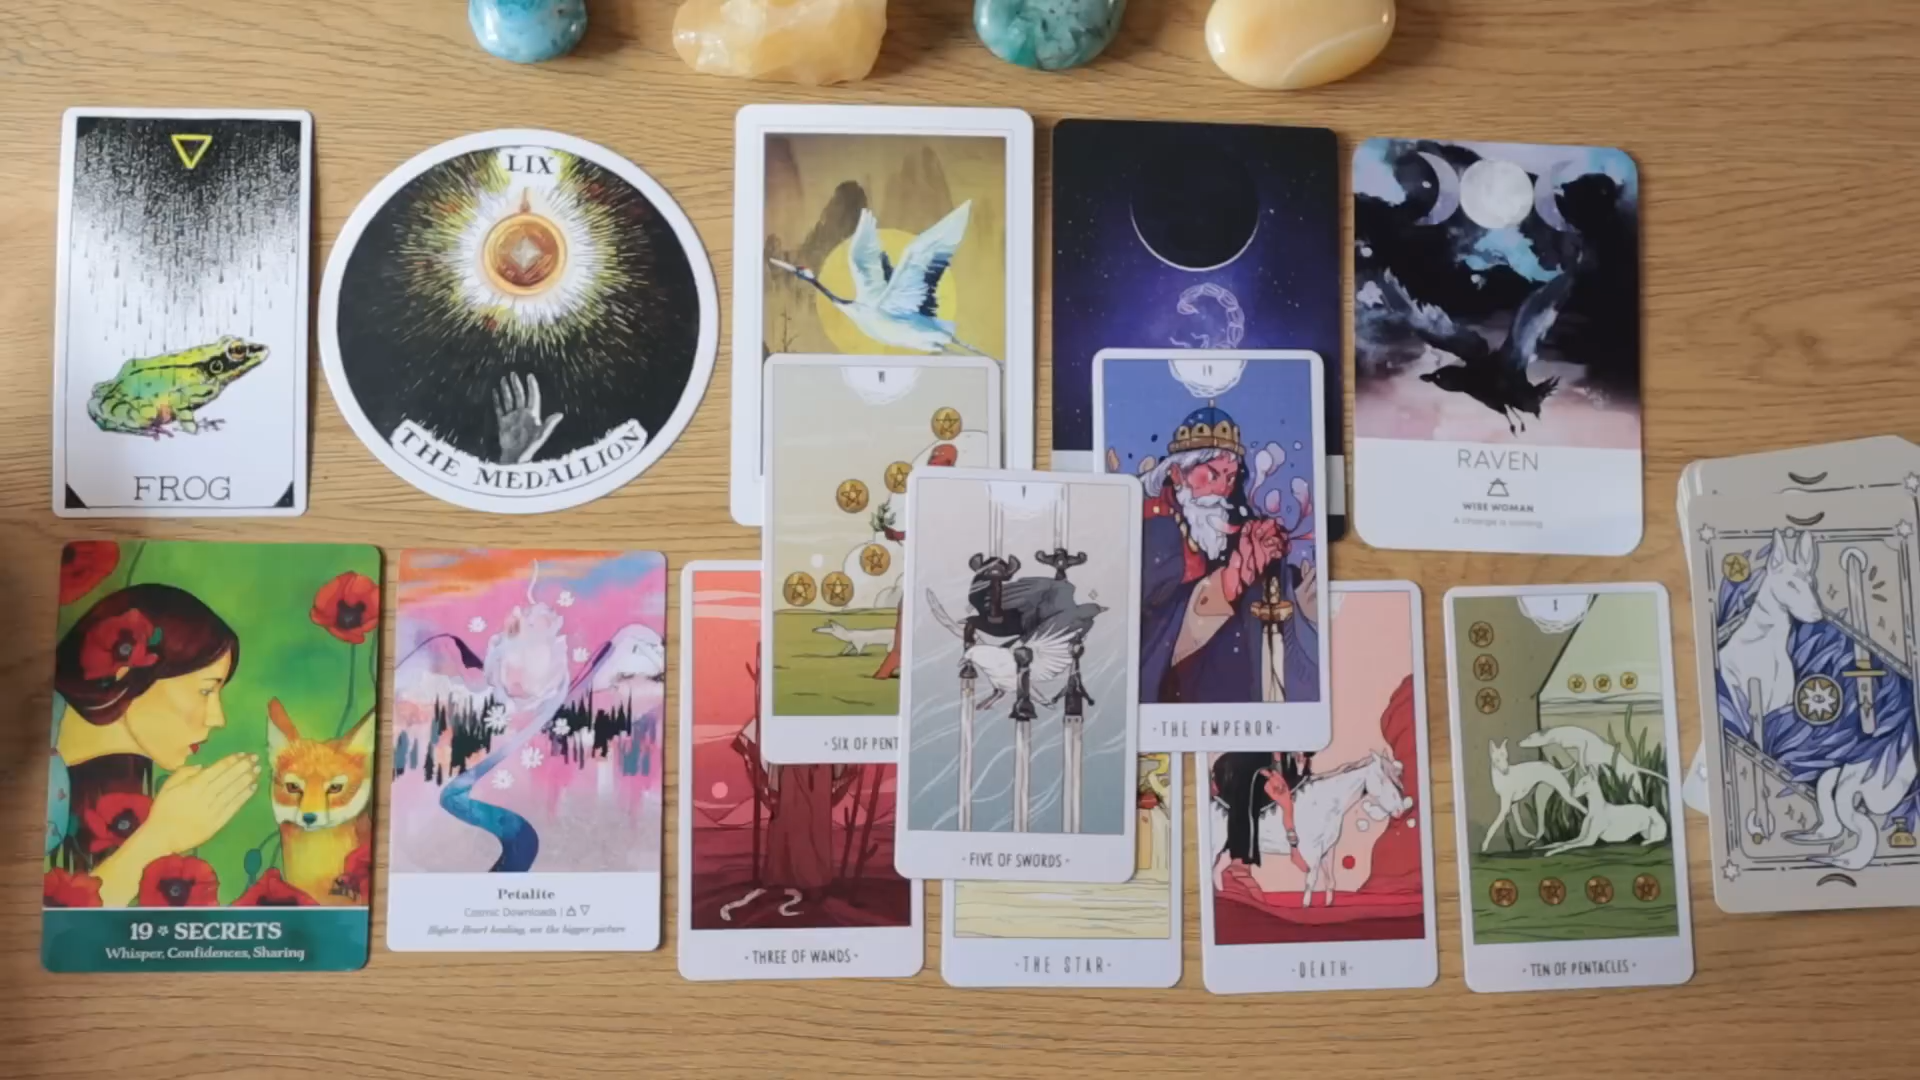 LIX
THE MEDALLION
FROG
RAVEN
WISE WOMAN
A change is coming
VI
IV
V
I
SIX OF PENT
THE EMPEROR
FIVE OF SWORDS
19 SECRETS
Whisper, Confidences, Sharing
Petalite
Cosmic Downloads |
Higher Heart healing, see the bigger picture
THREE OF WANDS
THE STAR
DEATH
TEN OF PENTACLES